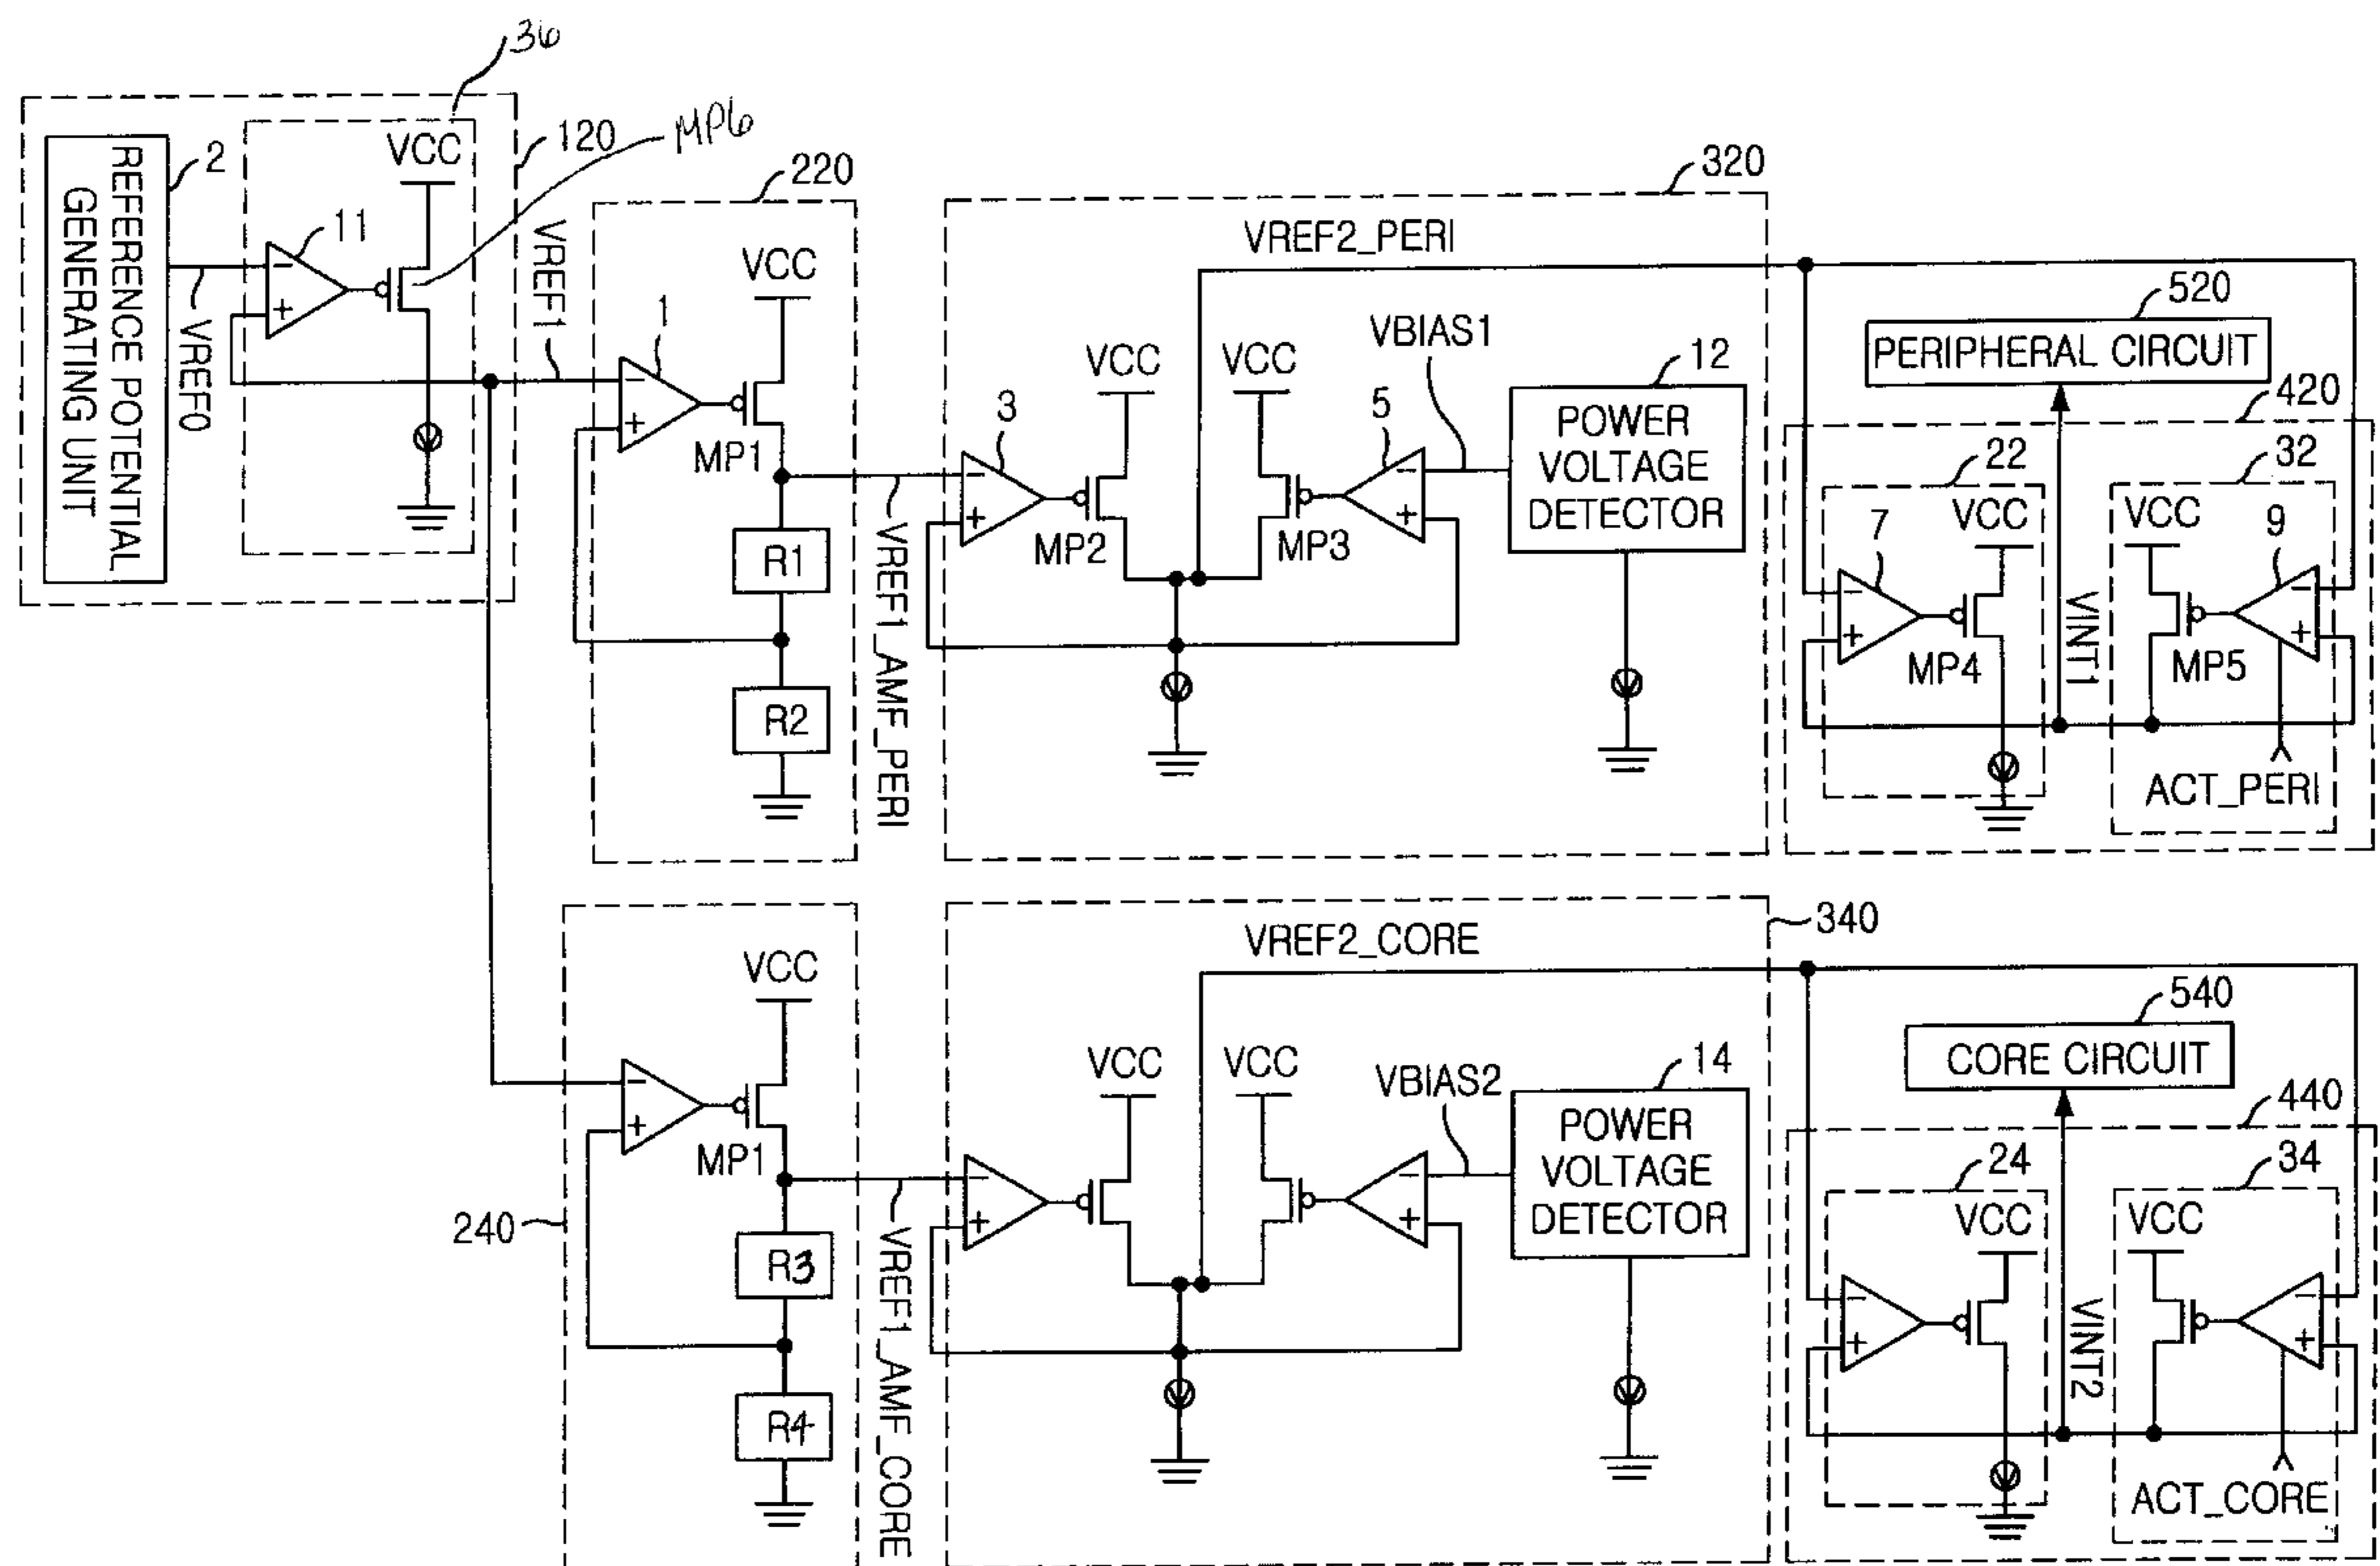 36
120
MP6
VCC
2
REFERENCE POTENTIAL
GENERATING UNIT
11
-
+
VREF0
VREF1
220
VCC
1
-
+
MP1
R1
R2
VREF1_AMF_PERI
320
VREF2_PERI
VCC
VCC
VBIAS1
12
3
5
-
+
-
+
MP2
MP3
POWER
VOLTAGE
DETECTOR
520
PERIPHERAL CIRCUIT
420
22
32
7
VCC
VCC
9
-
+
-
+
MP4
VINT1
MP5
ACT_PERI
240
VCC
-
+
MP1
R3
R4
VREF1_AMF_CORE
340
VREF2_CORE
VCC
VCC
VBIAS2
14
-
+
-
+
POWER
VOLTAGE
DETECTOR
540
CORE CIRCUIT
440
24
34
VCC
VCC
-
+
-
+
VINT2
ACT_CORE